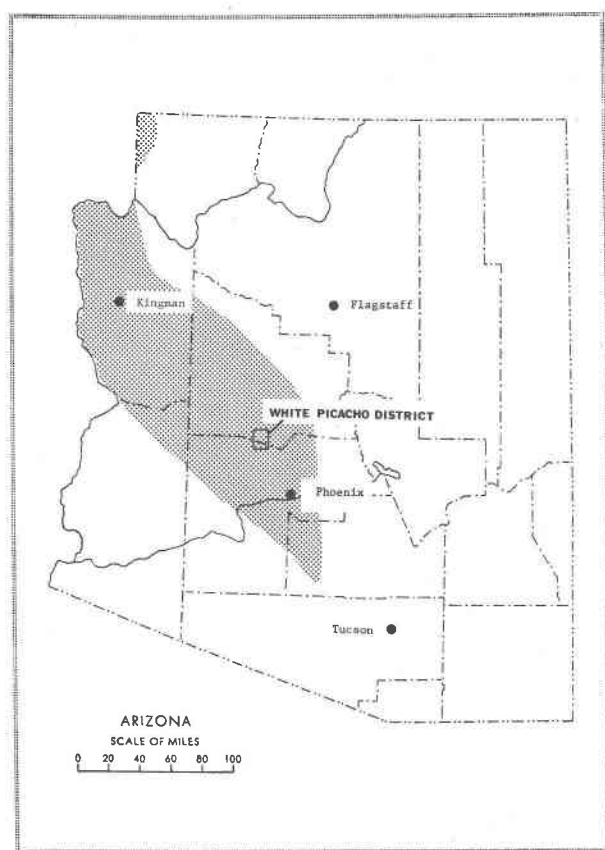 Kingman
Flagstaff
WHITE PICACHO DISTRICT
Phoenix
Tucson
ARIZONA
SCALE OF MILES
0 20 40 60 80 100